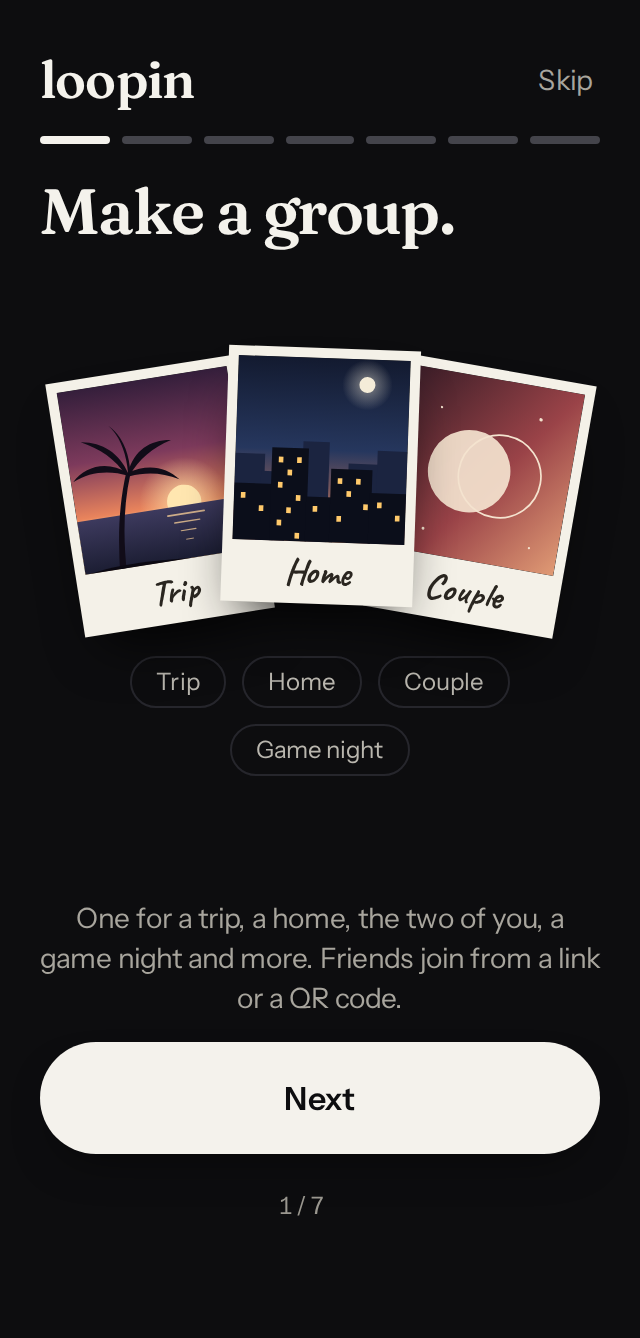 loopin
Skip
Make a group.
Trip
Home
Couple
Trip
Home
Couple
Game night
One for a trip, a home, the two of you, a
game night and more. Friends join from a link
or a QR code.
Next
1 / 7